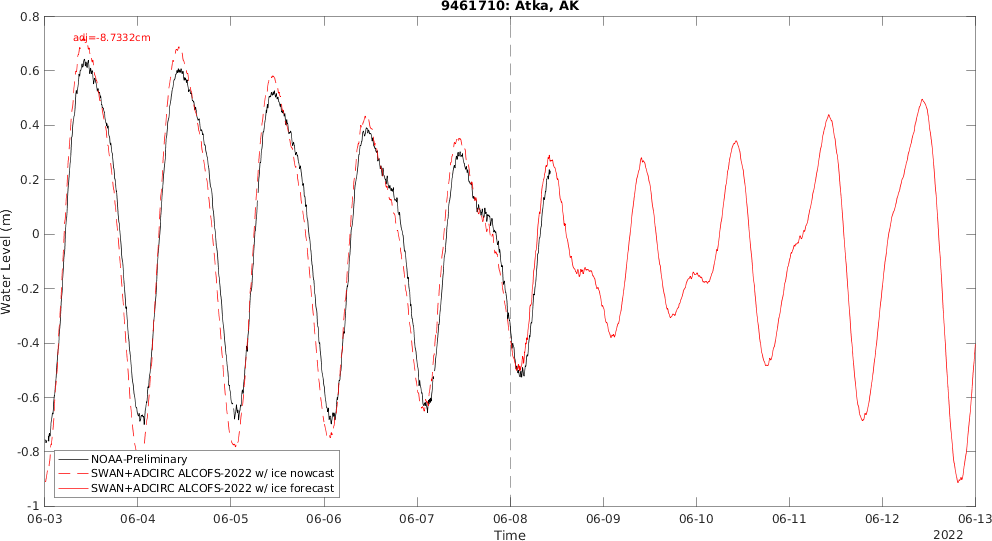 9461710: Atka, AK
adj=-8.7332cm
Water Level (m)
0.8
0.6
0.4
0.2
0
-0.2
-0.4
-0.6
-0.8
-1
NOAA-Preliminary
SWAN+ADCIRC ALCOFS-2022 w/ ice nowcast
SWAN+ADCIRC ALCOFS-2022 w/ ice forecast
06-03 06-04 06-05 06-06 06-07 06-08 06-09 06-10 06-11 06-12 06-13
Time
2022